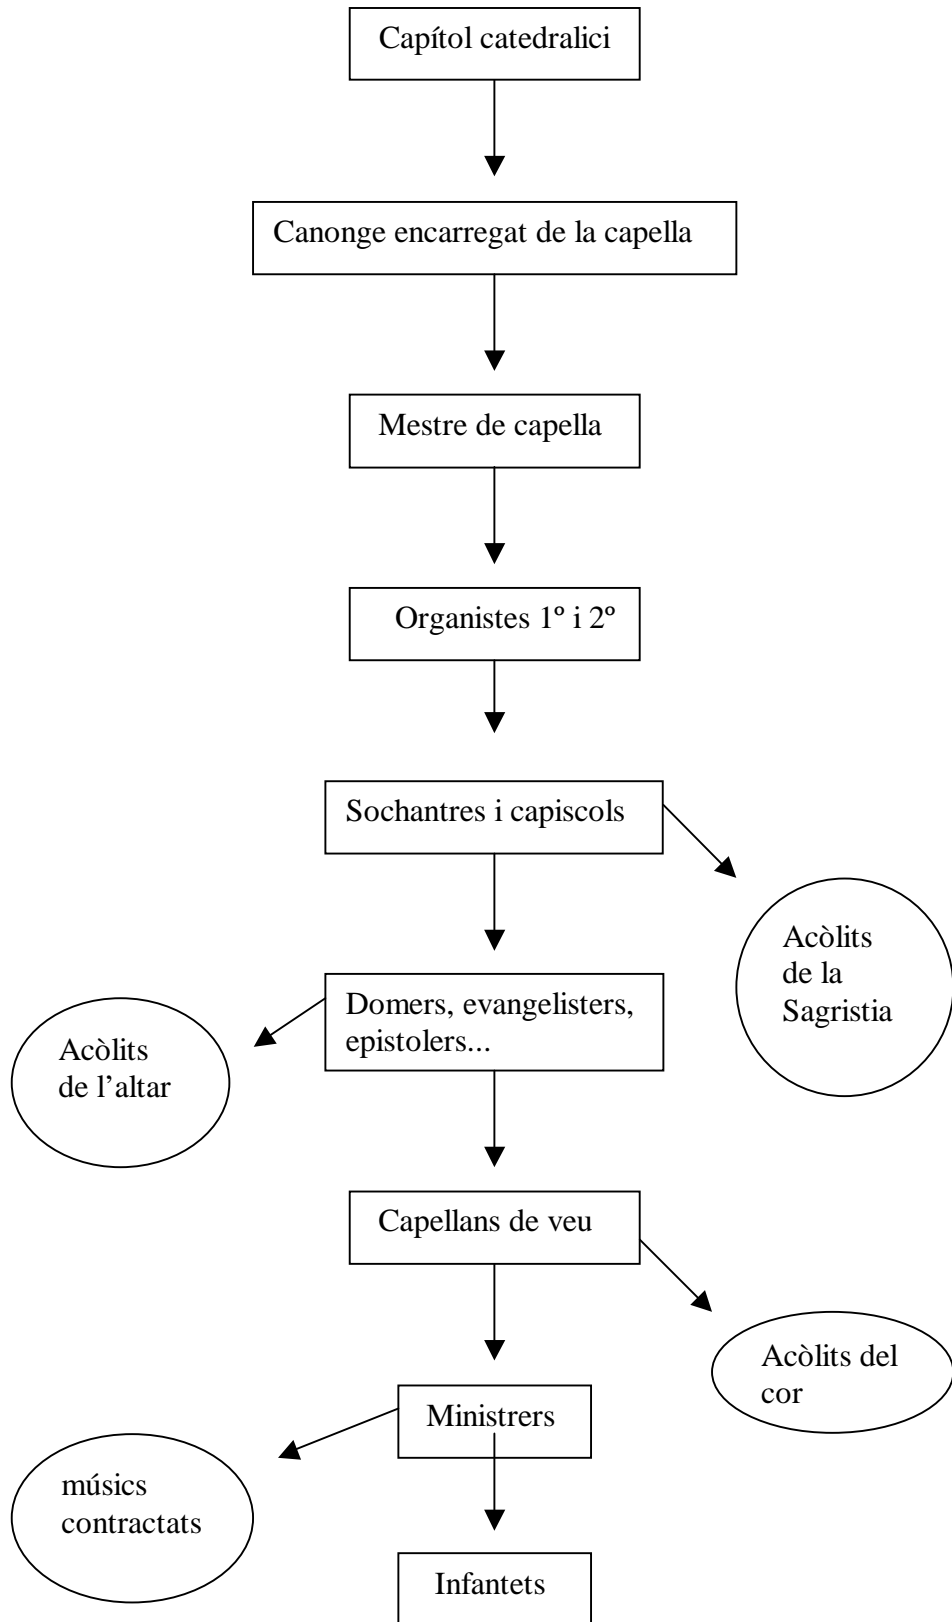 Capítol catedralici
Canonge encarregat de la capella
Mestre de capella
Organistes 1º i 2º
Sochantres i capiscols
Acòlits
de la
Sagristia
Domers, evangelisters,
epistolers...
Acòlits
de l’altar
Capellans de veu
Acòlits del
cor
Ministrers
músics
contractats
Infantets